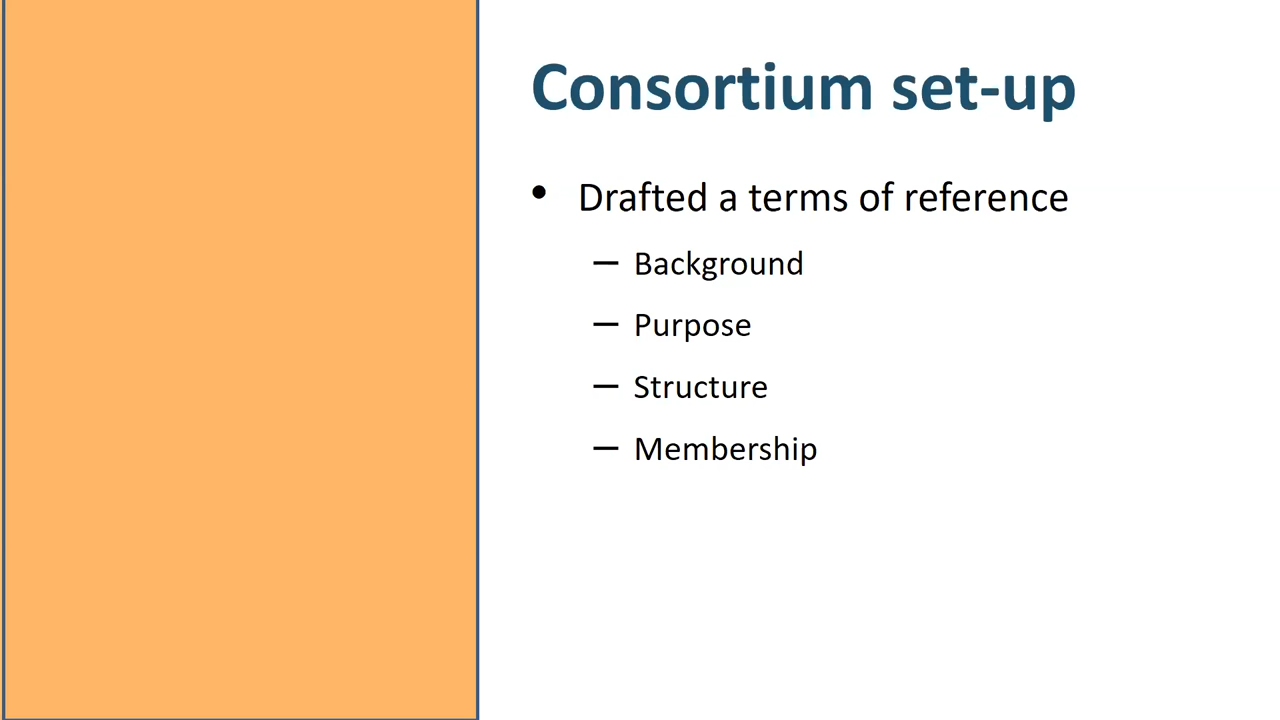 Consortium set-up
• Drafted a terms of reference
– Background
– Purpose
– Structure
– Membership